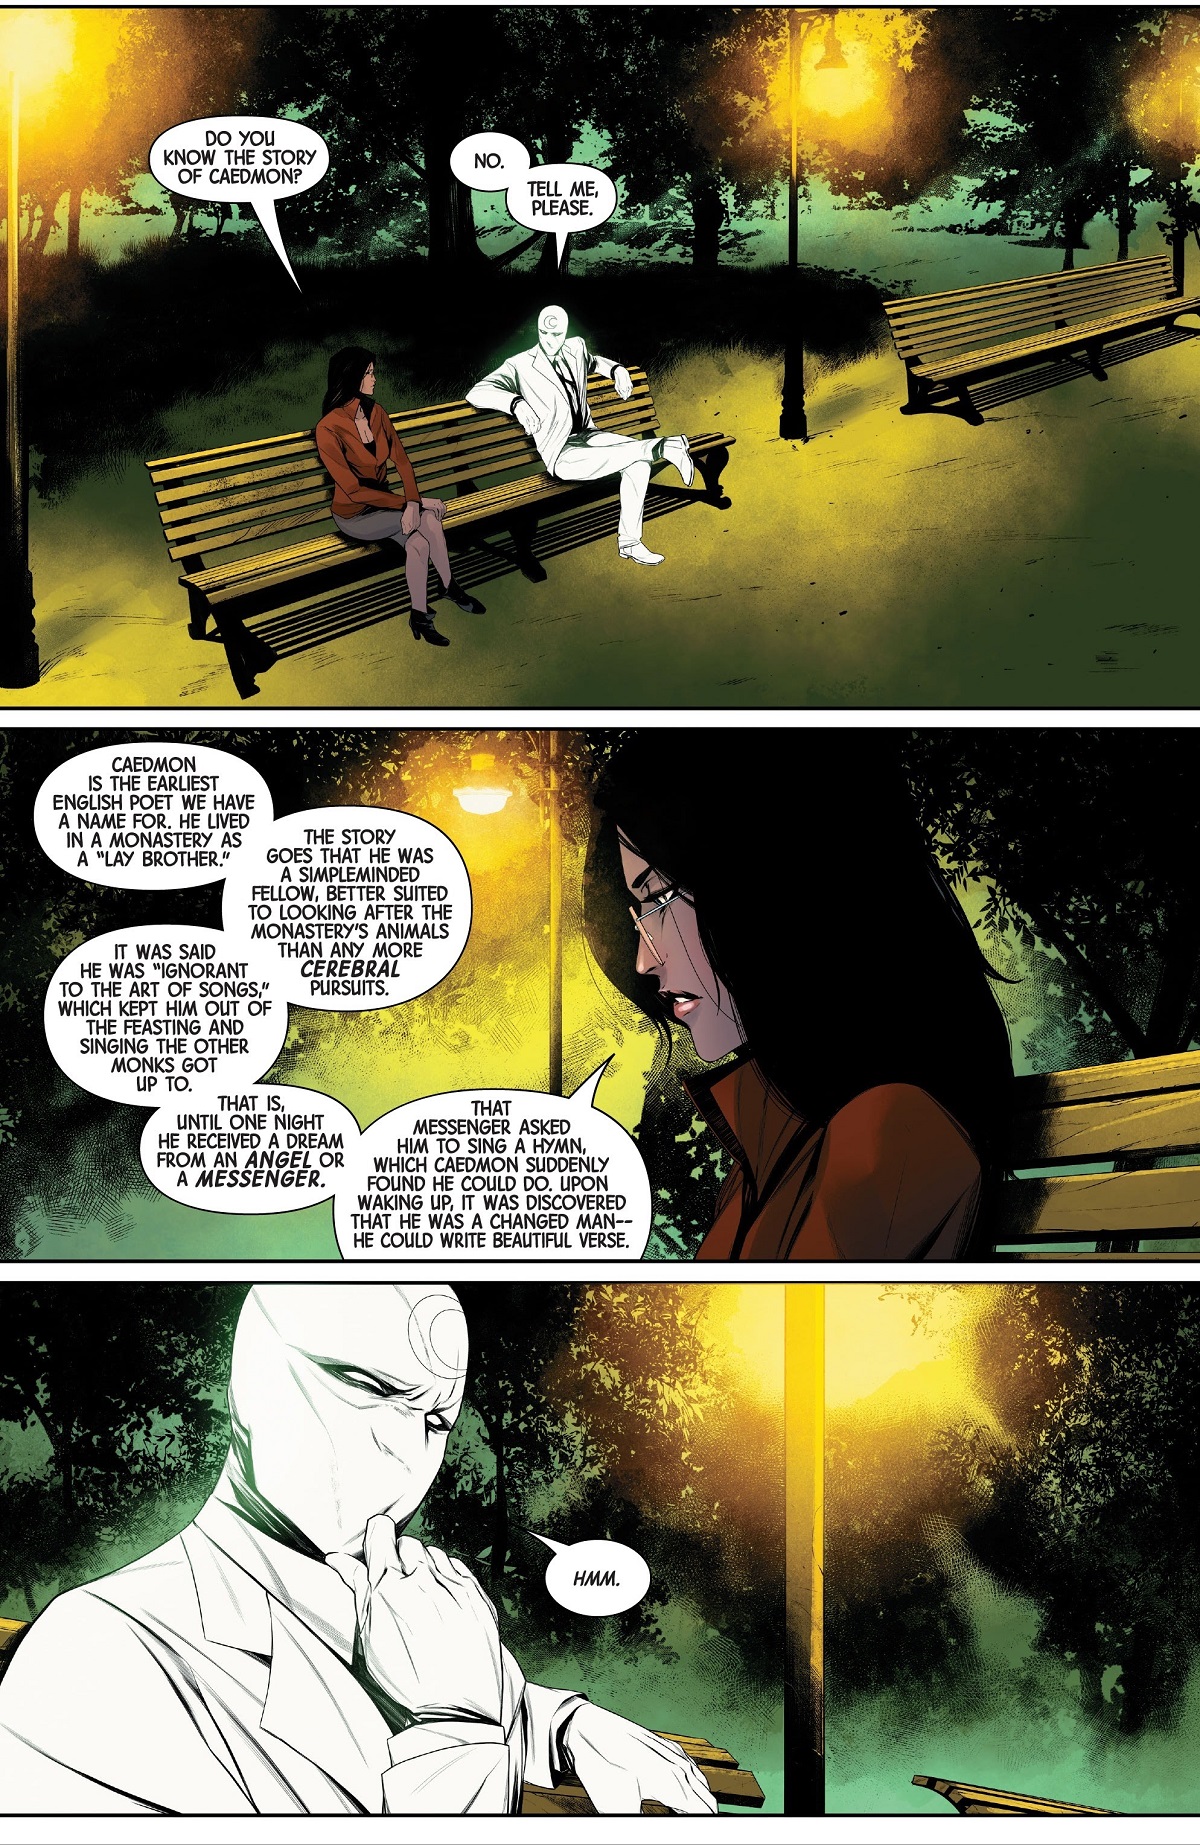 DO YOU
KNOW THE STORY
OF CAEDMON?
NO.
TELL ME,
PLEASE.
CAEDMON
IS THE EARLIEST
ENGLISH POET WE HAVE
A NAME FOR. HE LIVED
IN A MONASTERY AS
A "LAY BROTHER."
THE STORY
GOES THAT HE WAS
A SIMPLEMINDED
FELLOW, BETTER SUITED
TO LOOKING AFTER THE
MONASTERY'S ANIMALS
THAN ANY MORE
CEREBRAL
PURSUITS.
IT WAS SAID
HE WAS "IGNORANT
TO THE ART OF SONGS,"
WHICH KEPT HIM OUT OF
THE FEASTING AND
SINGING THE OTHER
MONKS GOT
UP TO.
THAT IS,
UNTIL ONE NIGHT
HE RECEIVED A DREAM
FROM AN ANGEL OR
A MESSENGER.
THAT
MESSENGER ASKED
HIM TO SING A HYMN,
WHICH CAEDMON SUDDENLY
FOUND HE COULD DO. UPON
WAKING UP, IT WAS DISCOVERED
THAT HE WAS A CHANGED MAN--
HE COULD WRITE BEAUTIFUL VERSE.
HMM.